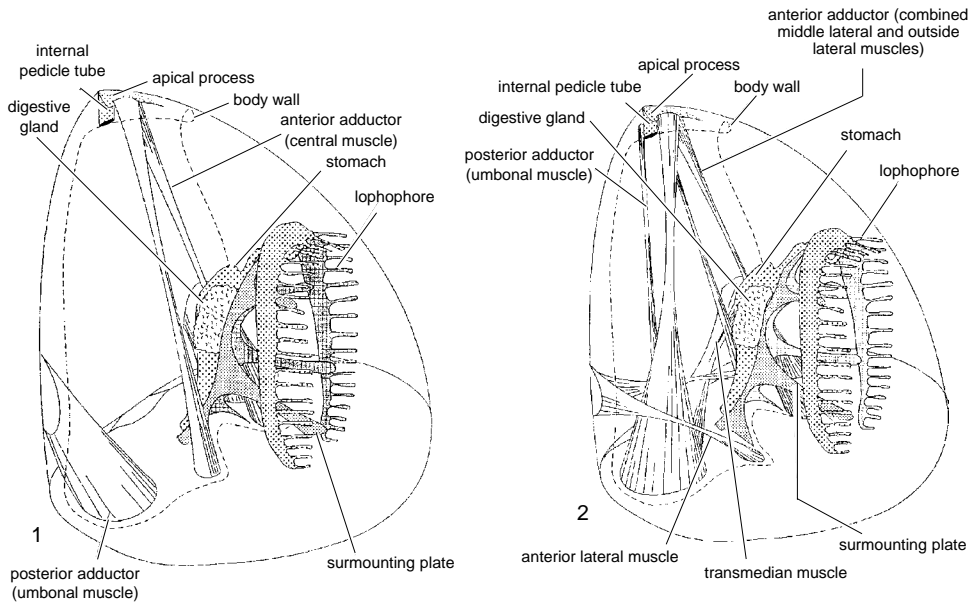 internal
pedicle tube
apical process
digestive
gland
body wall
anterior adductor
(central muscle)
stomach
lophophore
1
posterior adductor
(umbonal muscle)
surmounting plate
anterior adductor (combined
middle lateral and outside
lateral muscles)
apical process
internal pedicle tube
body wall
digestive gland
stomach
posterior adductor
(umbonal muscle)
lophophore
2
anterior lateral muscle
transmedian muscle
surmounting plate